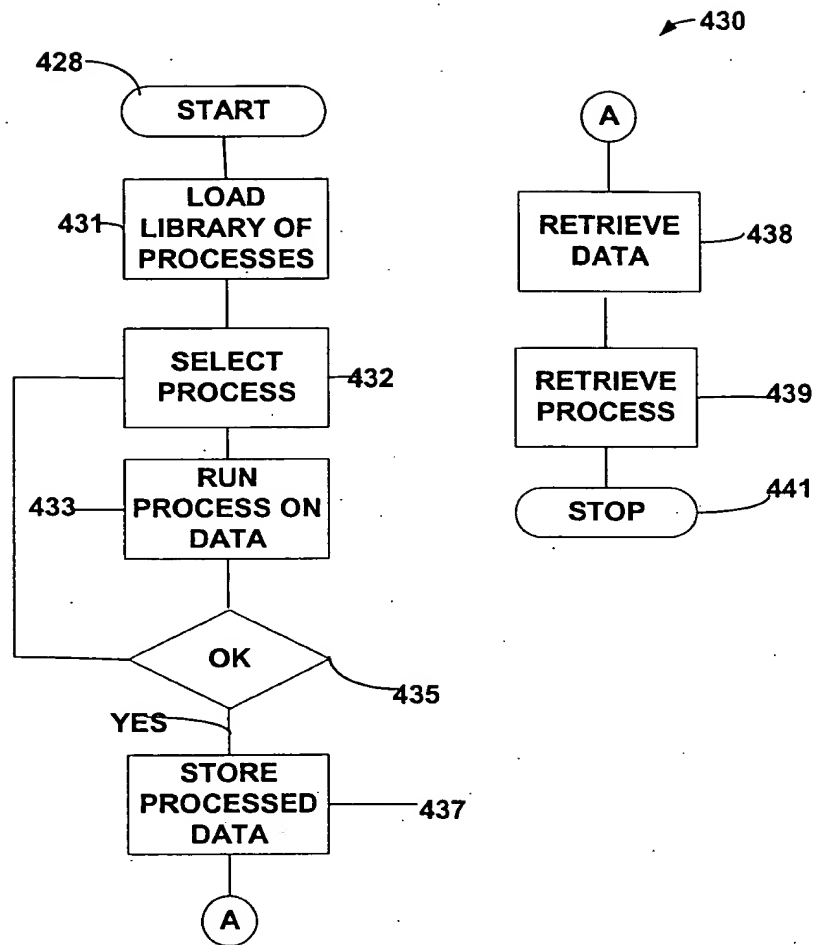 430
428
START
LOAD
LIBRARY OF
PROCESSES
431
SELECT
PROCESS
432
RUN
PROCESS ON
DATA
433
OK
435
YES
STORE
PROCESSED
DATA
437
A
A
RETRIEVE
DATA
438
RETRIEVE
PROCESS
439
STOP
441